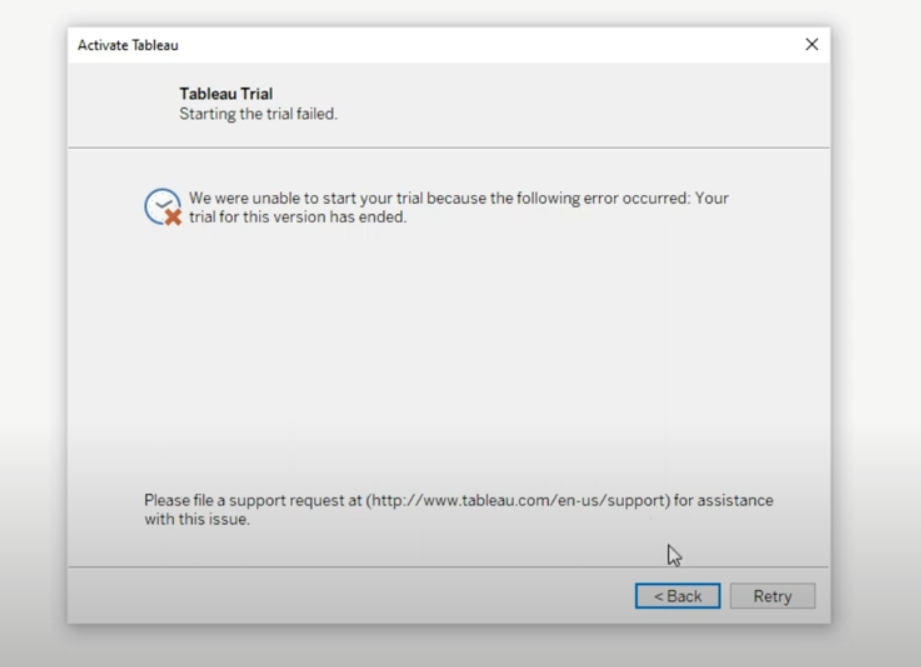 Activate Tableau
Tableau Trial
Starting the trial failed.
We were unable to start your trial because the following error occurred: Your
trial for this version has ended.
Please file a support request at (http://www.tableau.com/en-us/support) for assistance
with this issue.
< Back
Retry